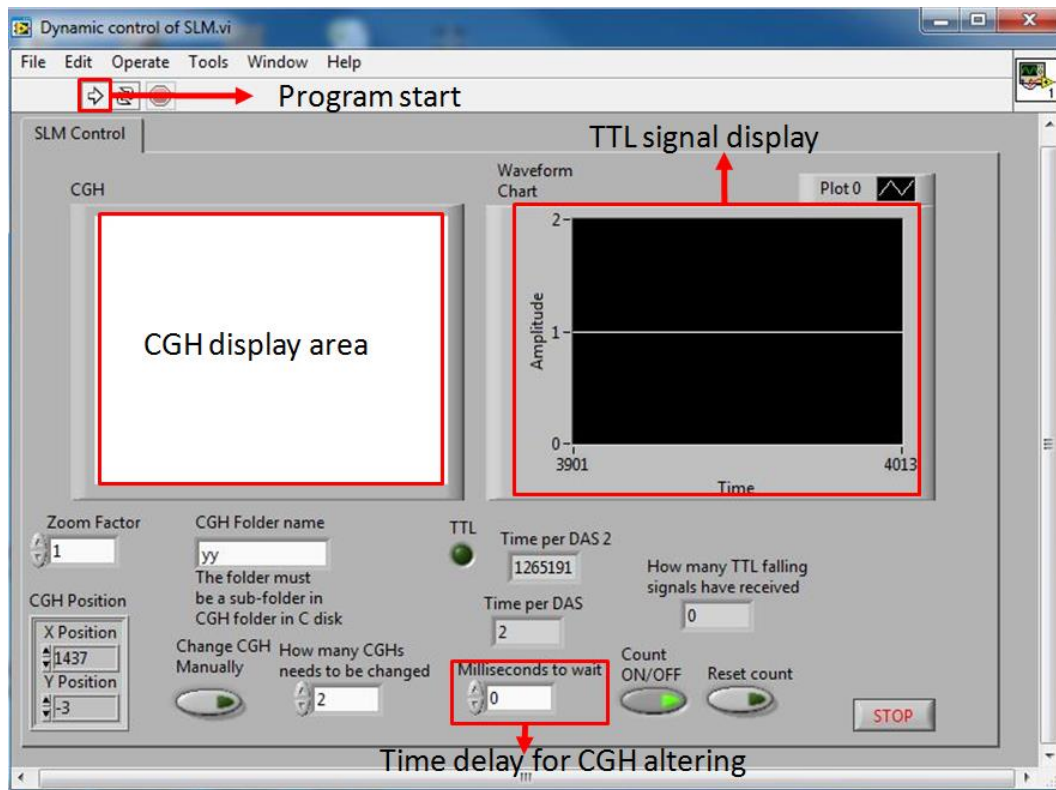 Dynamic control of SLM.vi
File Edit Operate Tools Window Help
1
Program start
SLM Control
TTL signal display
CGH
Waveform
Chart
Plot 0
CGH display area
2
1
0
Amplitude
3901
4013
Time
Zoom Factor
1
CGH Folder name
yy
The folder must
be a sub-folder in
CGH folder in C disk
TTL
Time per DAS 2
1265191
Time per DAS
2
How many TTL falling
signals have received
0
CGH Position
X Position
1437
Y Position
-3
Change CGH
Manually
How many CGHs
needs to be changed
2
Milliseconds to wait
0
Count
ON/OFF
Reset count
STOP
Time delay for CGH altering